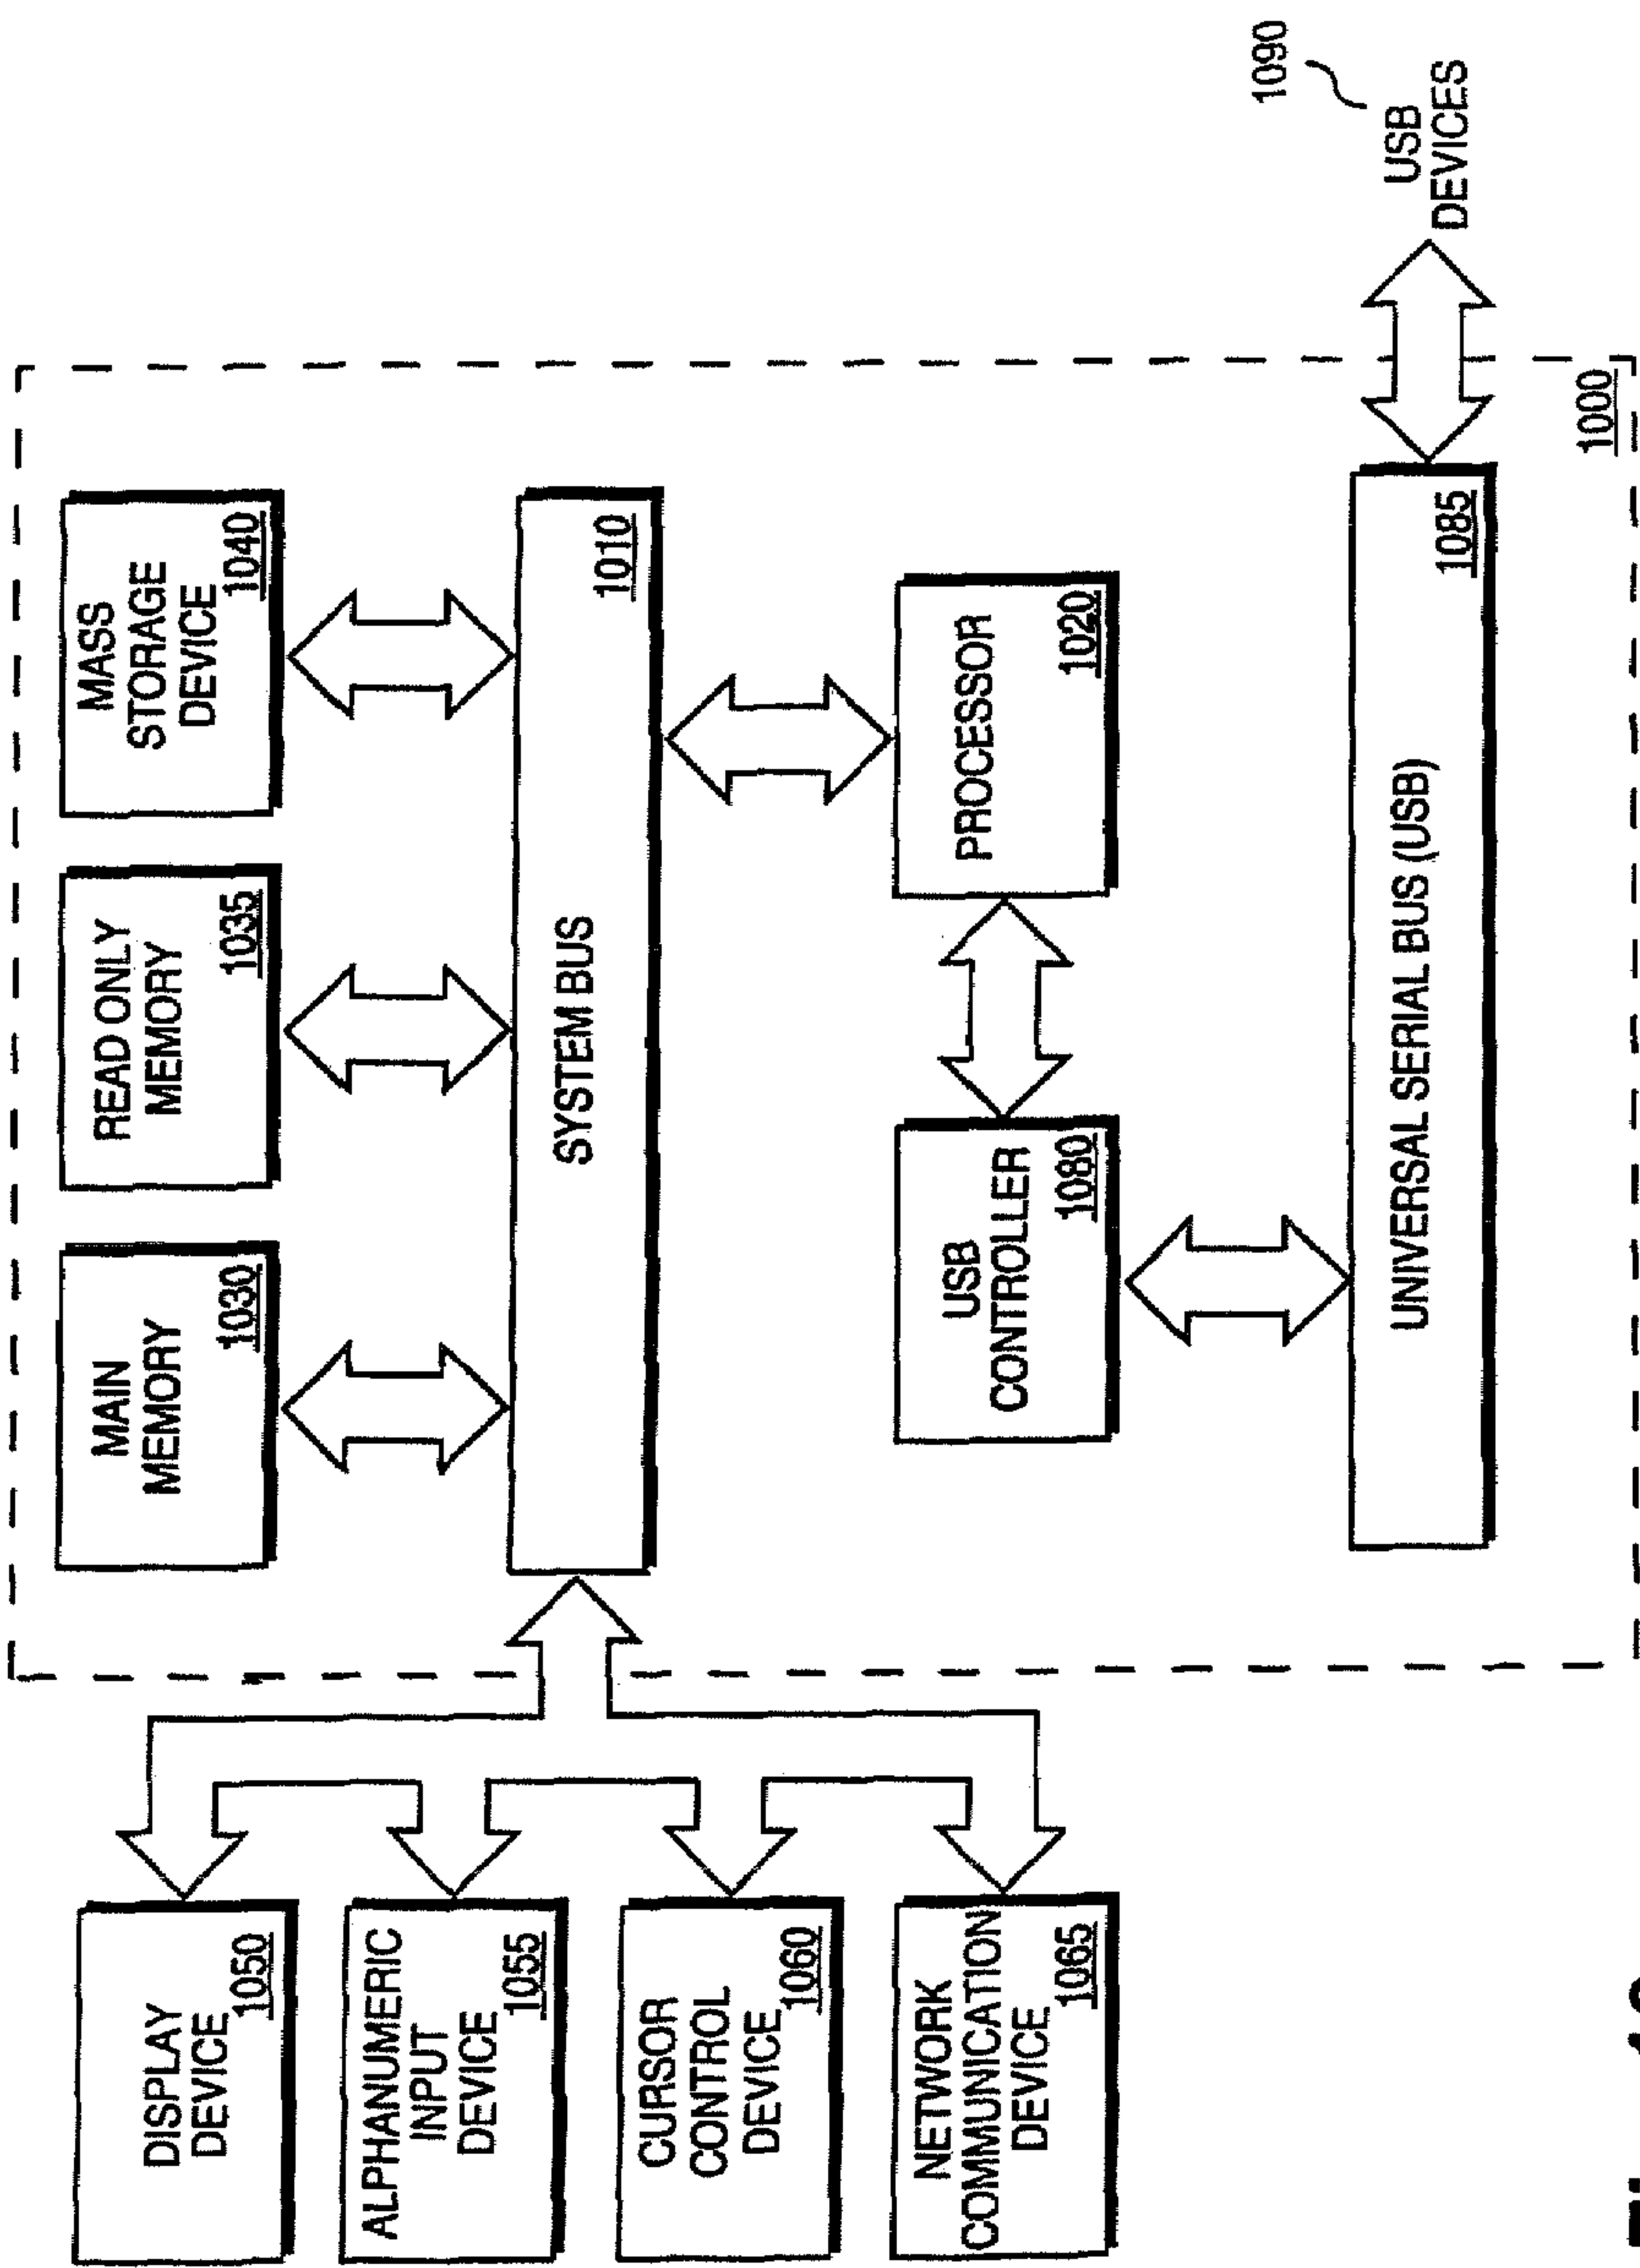 DISPLAY
DEVICE
1050
ALPHANUMERIC
INPUT
DEVICE
1055
CURSOR
CONTROL
DEVICE
1060
NETWORK
COMMUNICATION
DEVICE
1065
MAIN
MEMORY
1030
READ ONLY
MEMORY
1035
MASS
STORAGE
DEVICE
1040
SYSTEM BUS
1010
USB
CONTROLLER
1080
PROCESSOR
1020
UNIVERSAL SERIAL BUS (USB)
1085
1000
1090
USB
DEVICES